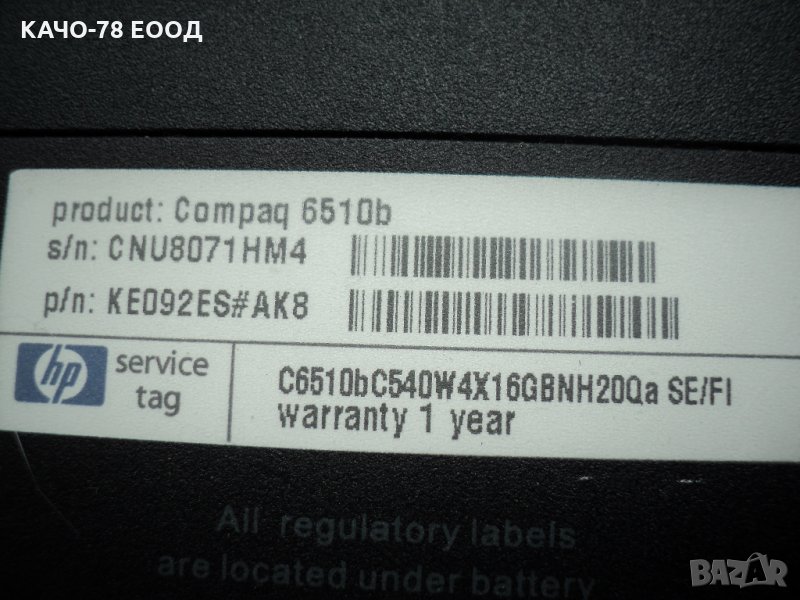 КАЧО-78 ЕООД
product: Compaq 6510b
s/n: CNU8071HM4
p/n: KE092ES#AK8
hp
service
tag
C6510bC540W4X16GBNH20Qa SE/FI
warranty 1 year
All regulatory labels
are located under battery
BAZAR